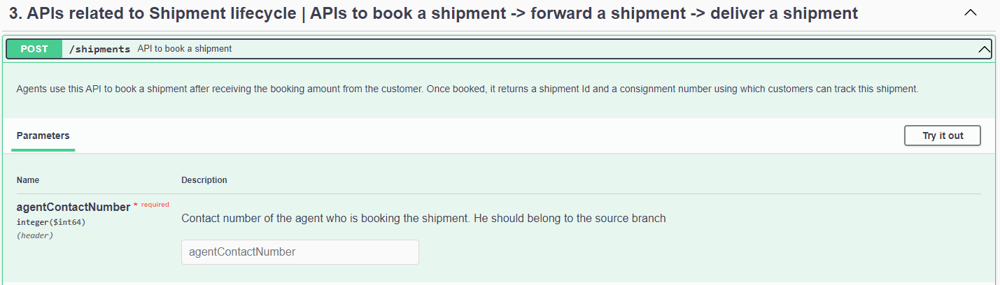 3. APIs related to Shipment lifecycle | APIs to book a shipment -> forward a shipment -> deliver a shipment
POST /shipments API to book a shipment
Agents use this API to book a shipment after receiving the booking amount from the customer. Once booked, it returns a shipment Id and a consignment number using which customers can track this shipment.
Parameters Try it out
Name Description
agentContactNumber * required
integer($int64)
(header)
Contact number of the agent who is booking the shipment. He should belong to the source branch
agentContactNumber